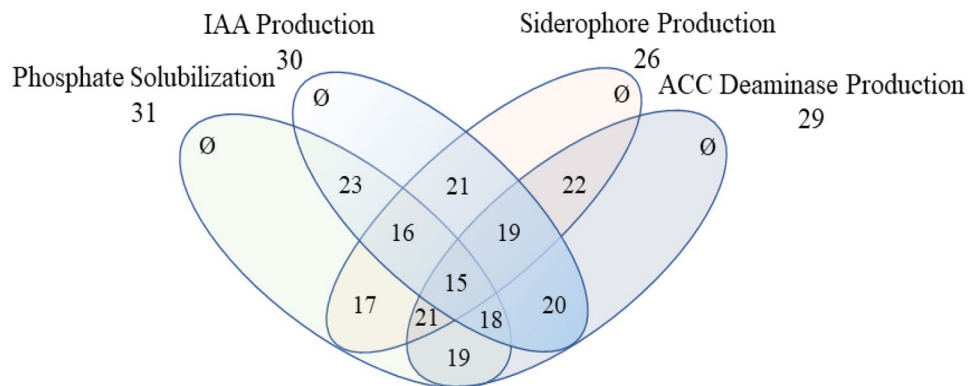 IAA Production
30
Siderophore Production
26
Phosphate Solubilization
31
ACC Deaminase Production
29
Ø
Ø
Ø
Ø
23
21
22
16
19
15
17
21
18
20
19